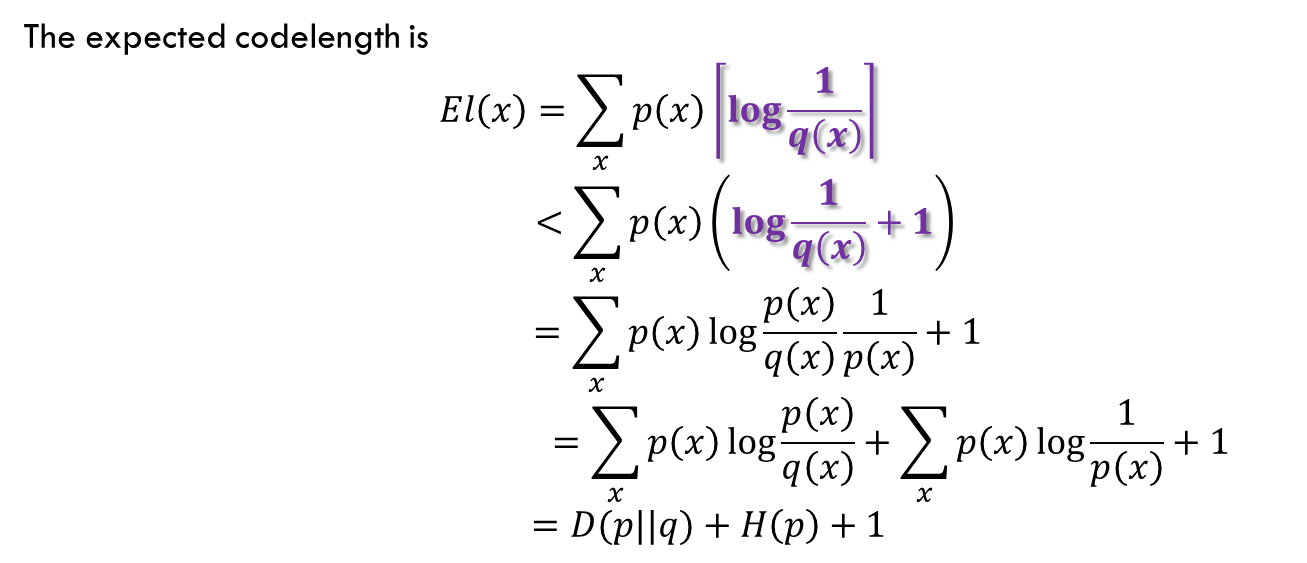 The expected codelength is
El(x) = ∑_x p(x) ⌈log 1/q(x)⌉
< ∑_x p(x) (log 1/q(x) + 1)
= ∑_x p(x) log p(x)/q(x) 1/p(x) + 1
= ∑_x p(x) log p(x)/q(x) + ∑_x p(x) log 1/p(x) + 1
= D(p||q) + H(p) + 1